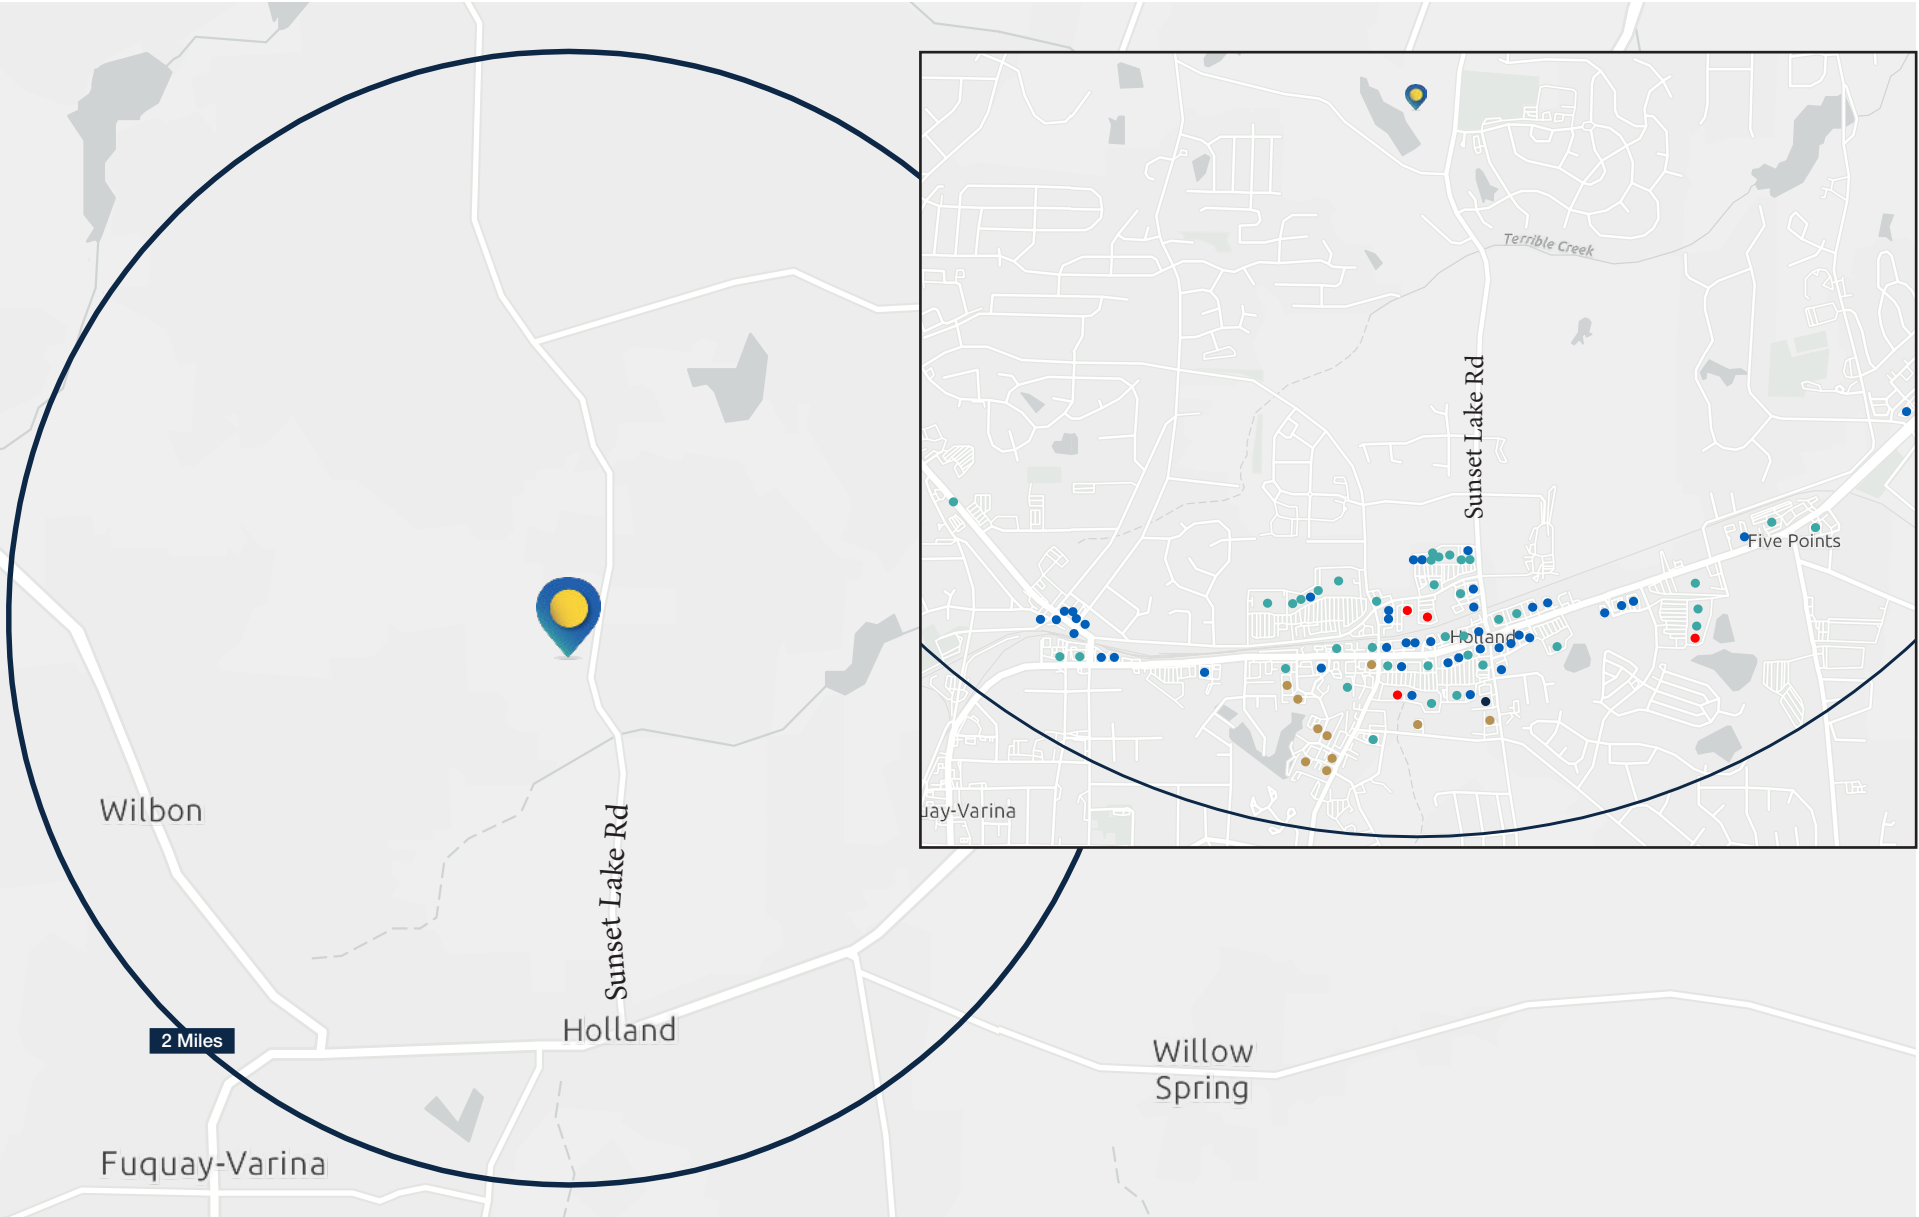 Terrible Creek
Sunset Lake Rd
Five Points
Holland
uay-Varina
Wilbon
Sunset Lake Rd
Holland
2 Miles
Willow
Spring
Fuquay-Varina